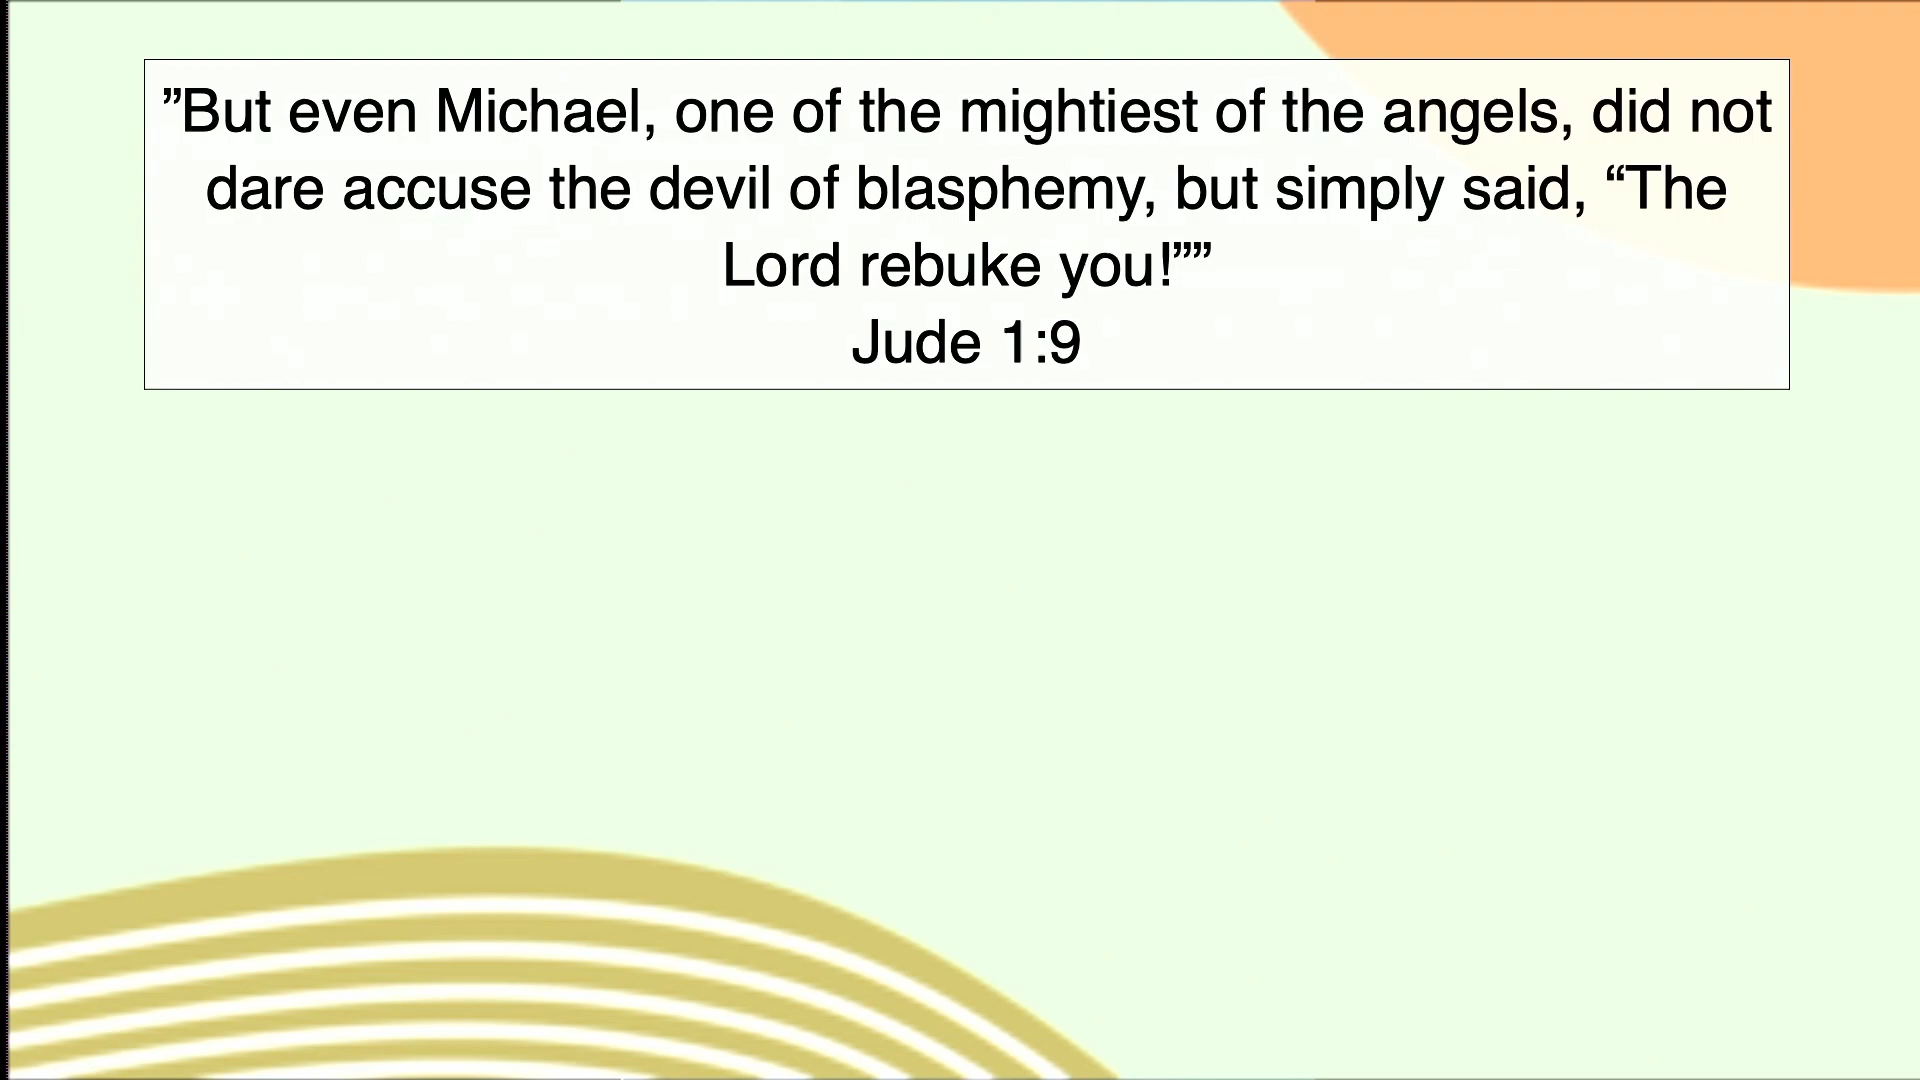 ”But even Michael, one of the mightiest of the angels, did not
dare accuse the devil of blasphemy, but simply said, “The
Lord rebuke you!””
Jude 1:9